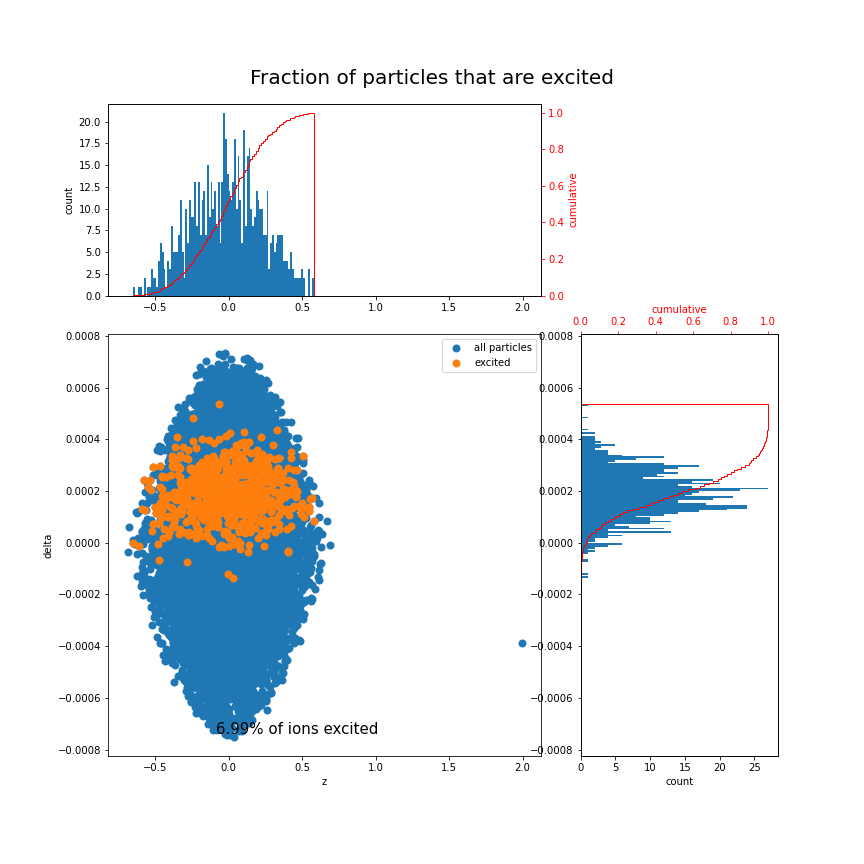 Fraction of particles that are excited
20.0
17.5
15.0
12.5
10.0
7.5
5.0
2.5
0.0
count
−0.5 0.0 0.5 1.0 1.5 2.0
1.0
0.8
0.6
0.4
0.2
0.0
cumulative
0.0008
0.0006
0.0004
0.0002
0.0000
−0.0002
−0.0004
−0.0006
−0.0008
delta
all particles
excited
6.99% of ions excited
−0.5 0.0 0.5 1.0 1.5 2.0
z
cumulative
0.0 0.2 0.4 0.6 0.8 1.0
0.0008
0.0006
0.0004
0.0002
0.0000
−0.0002
−0.0004
−0.0006
−0.0008
0 5 10 15 20 25
count